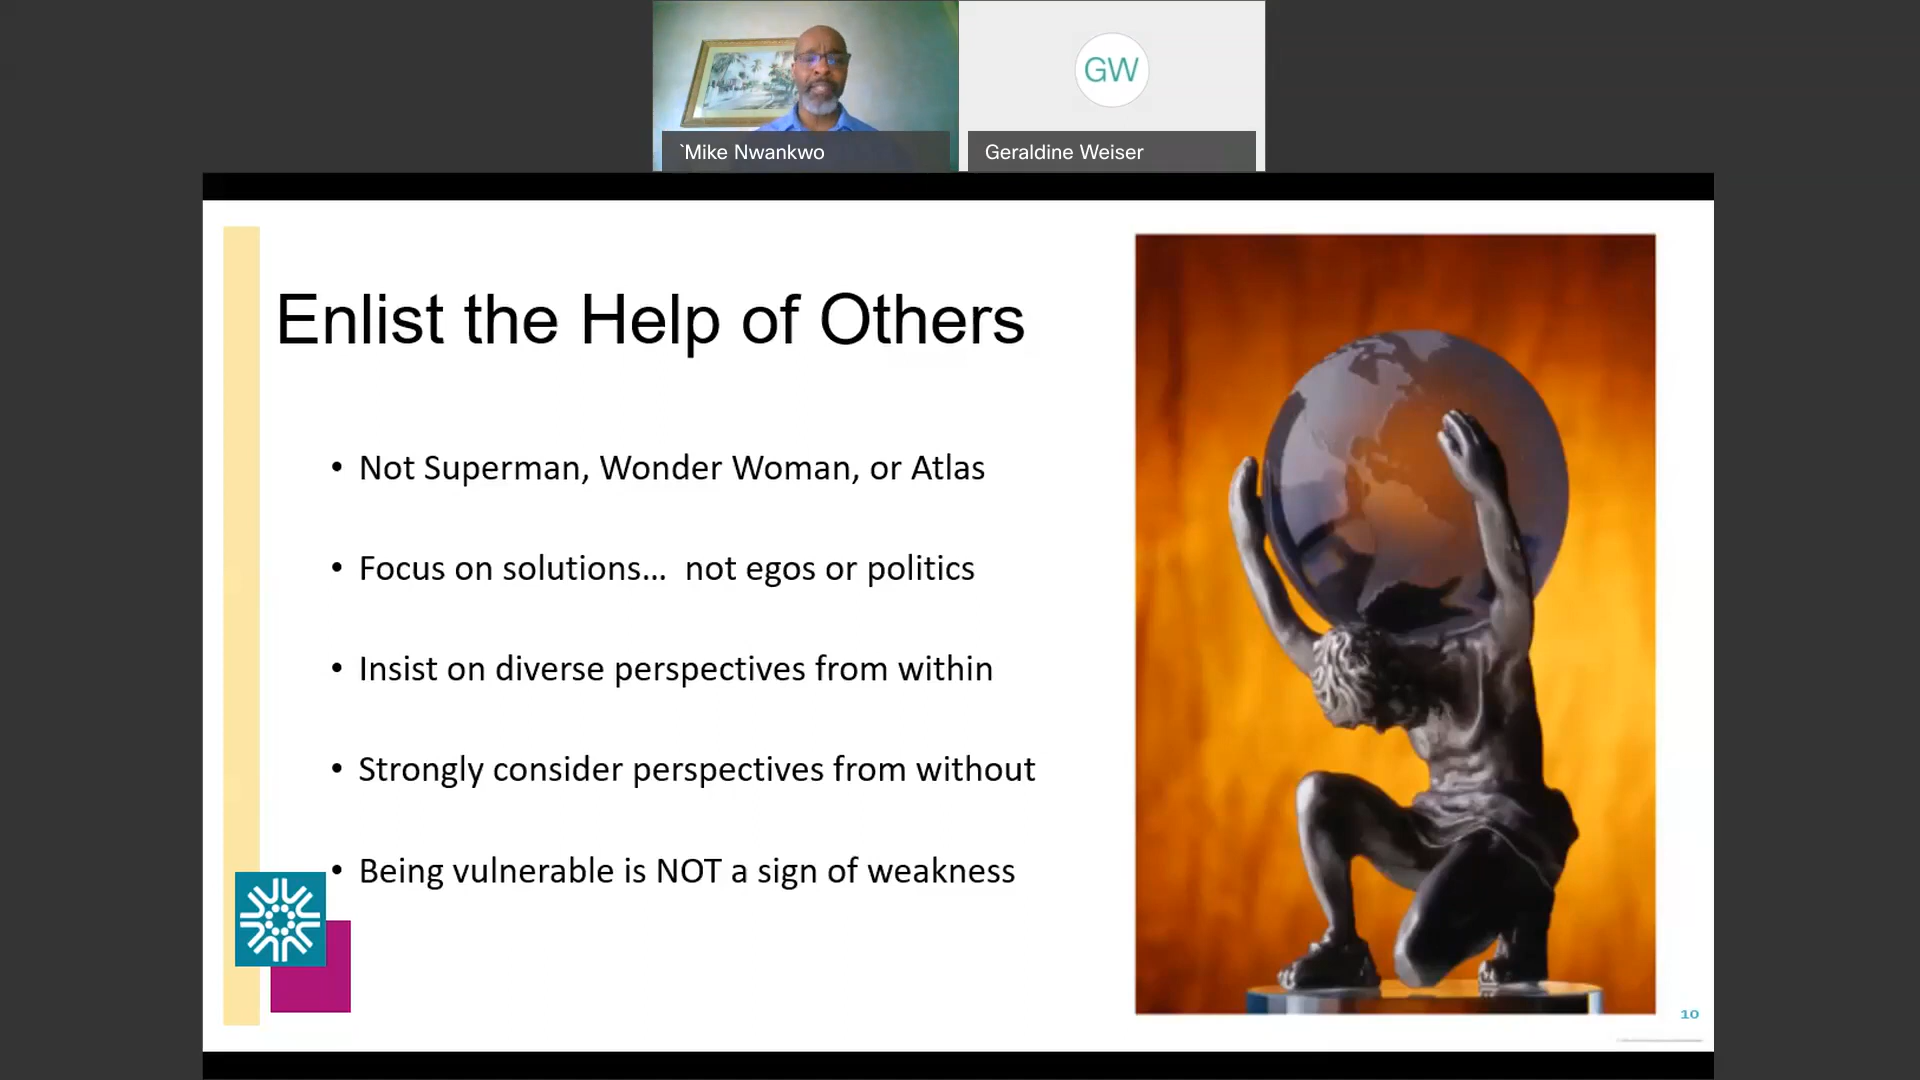 GW
`Mike Nwankwo
Geraldine Weiser
Enlist the Help of Others
• Not Superman, Wonder Woman, or Atlas
• Focus on solutions…  not egos or politics
• Insist on diverse perspectives from within
• Strongly consider perspectives from without
• Being vulnerable is NOT a sign of weakness
10